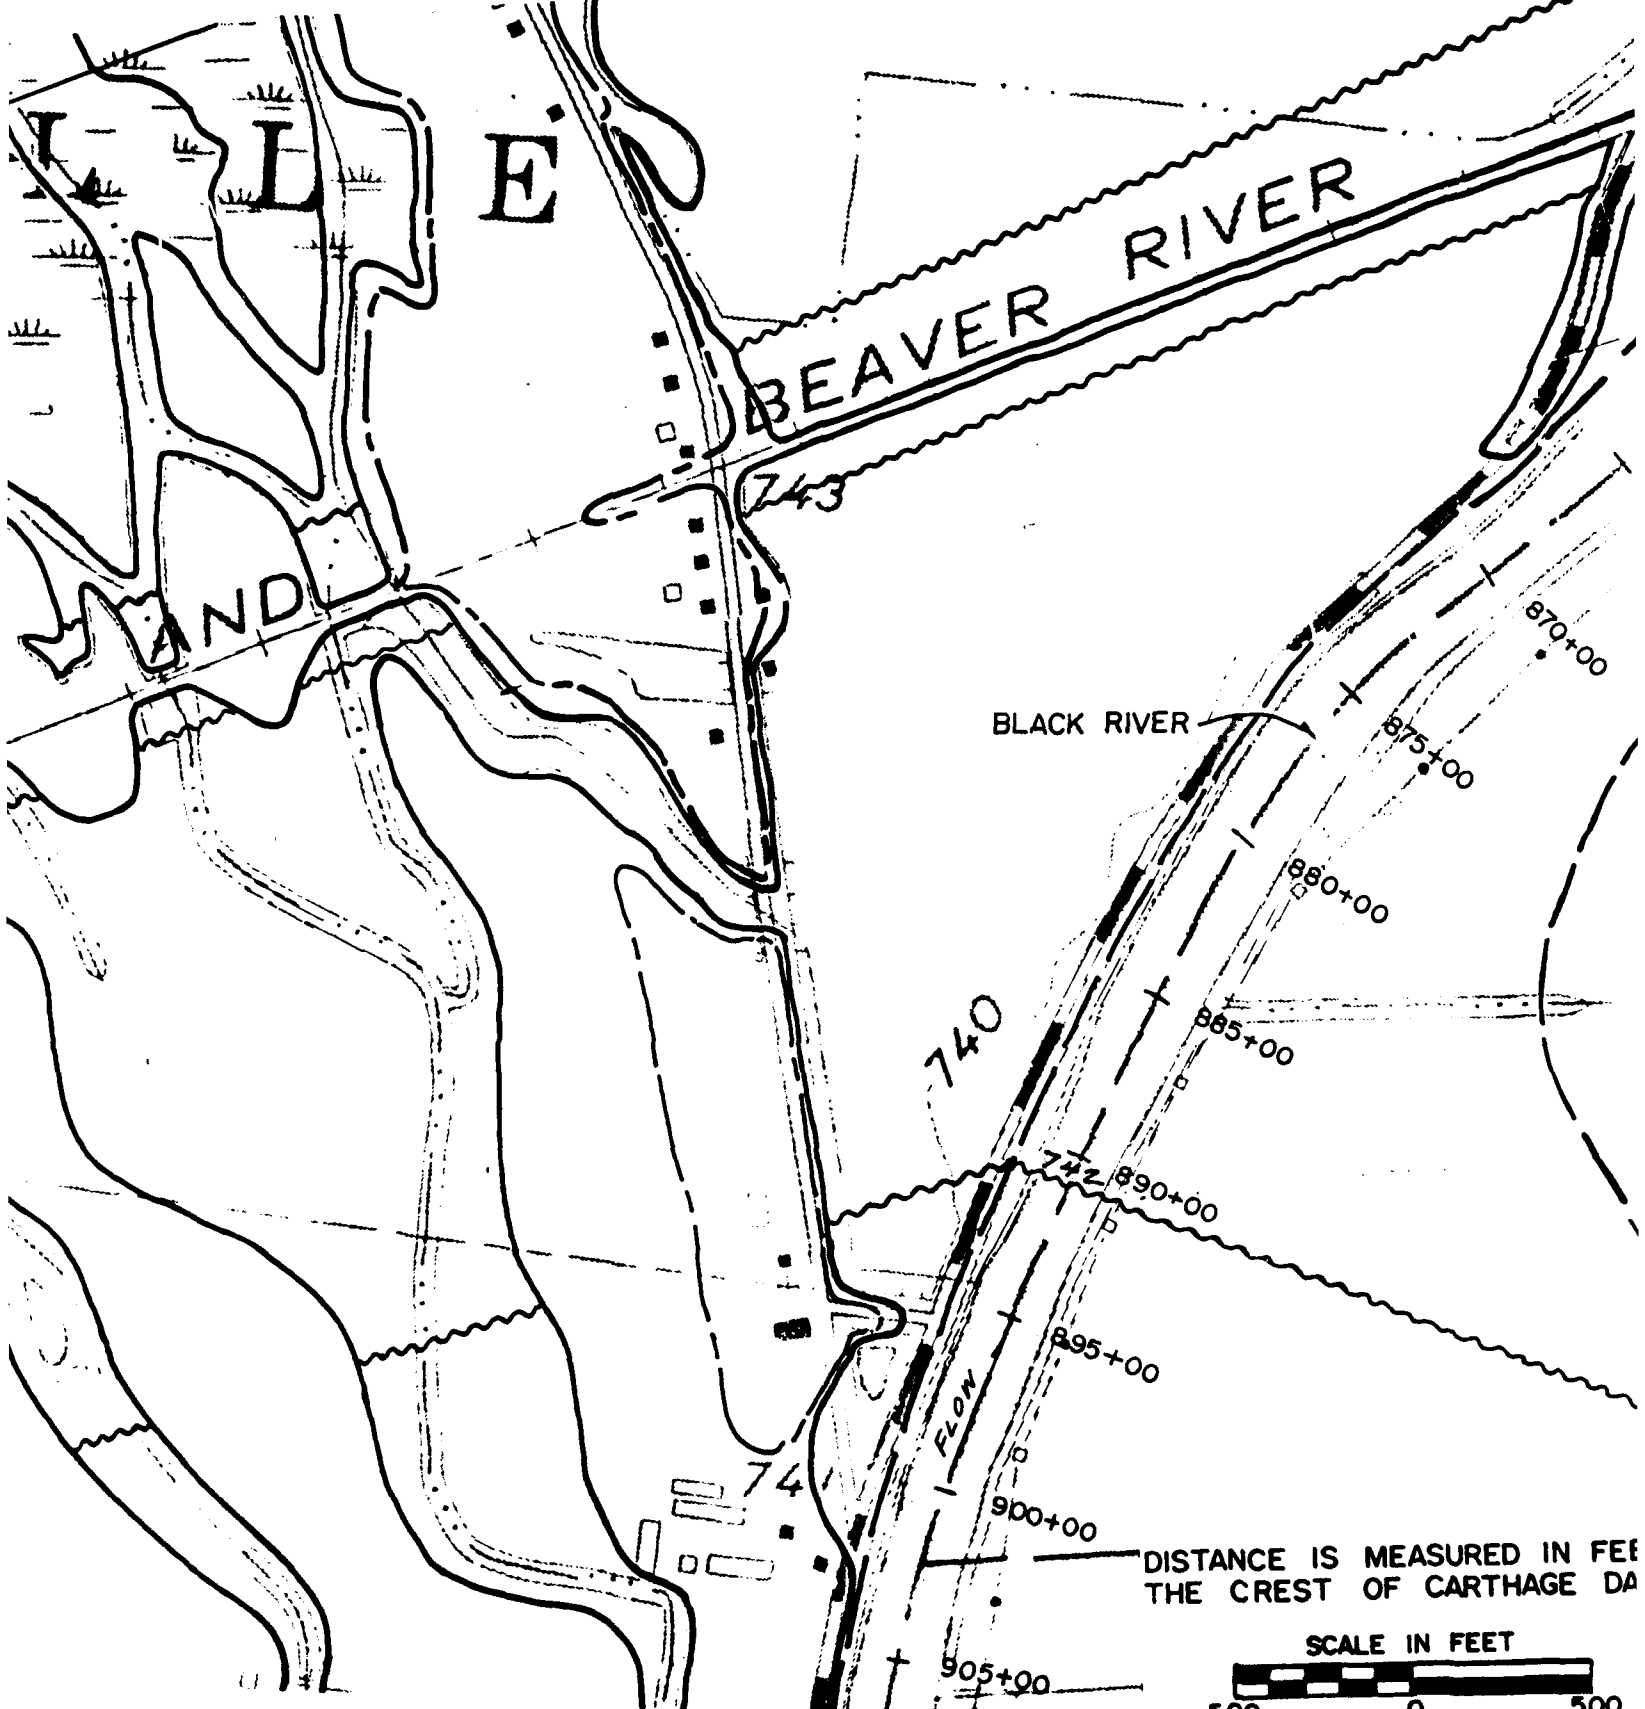 L E
BEAVER RIVER
743
AND
870+00
BLACK RIVER
875+00
880+00
740
885+00
742
890+00
895+00
FLOW
74
900+00
DISTANCE IS MEASURED IN FEE
THE CREST OF CARTHAGE DA
SCALE IN FEET
905+00
500 0 500